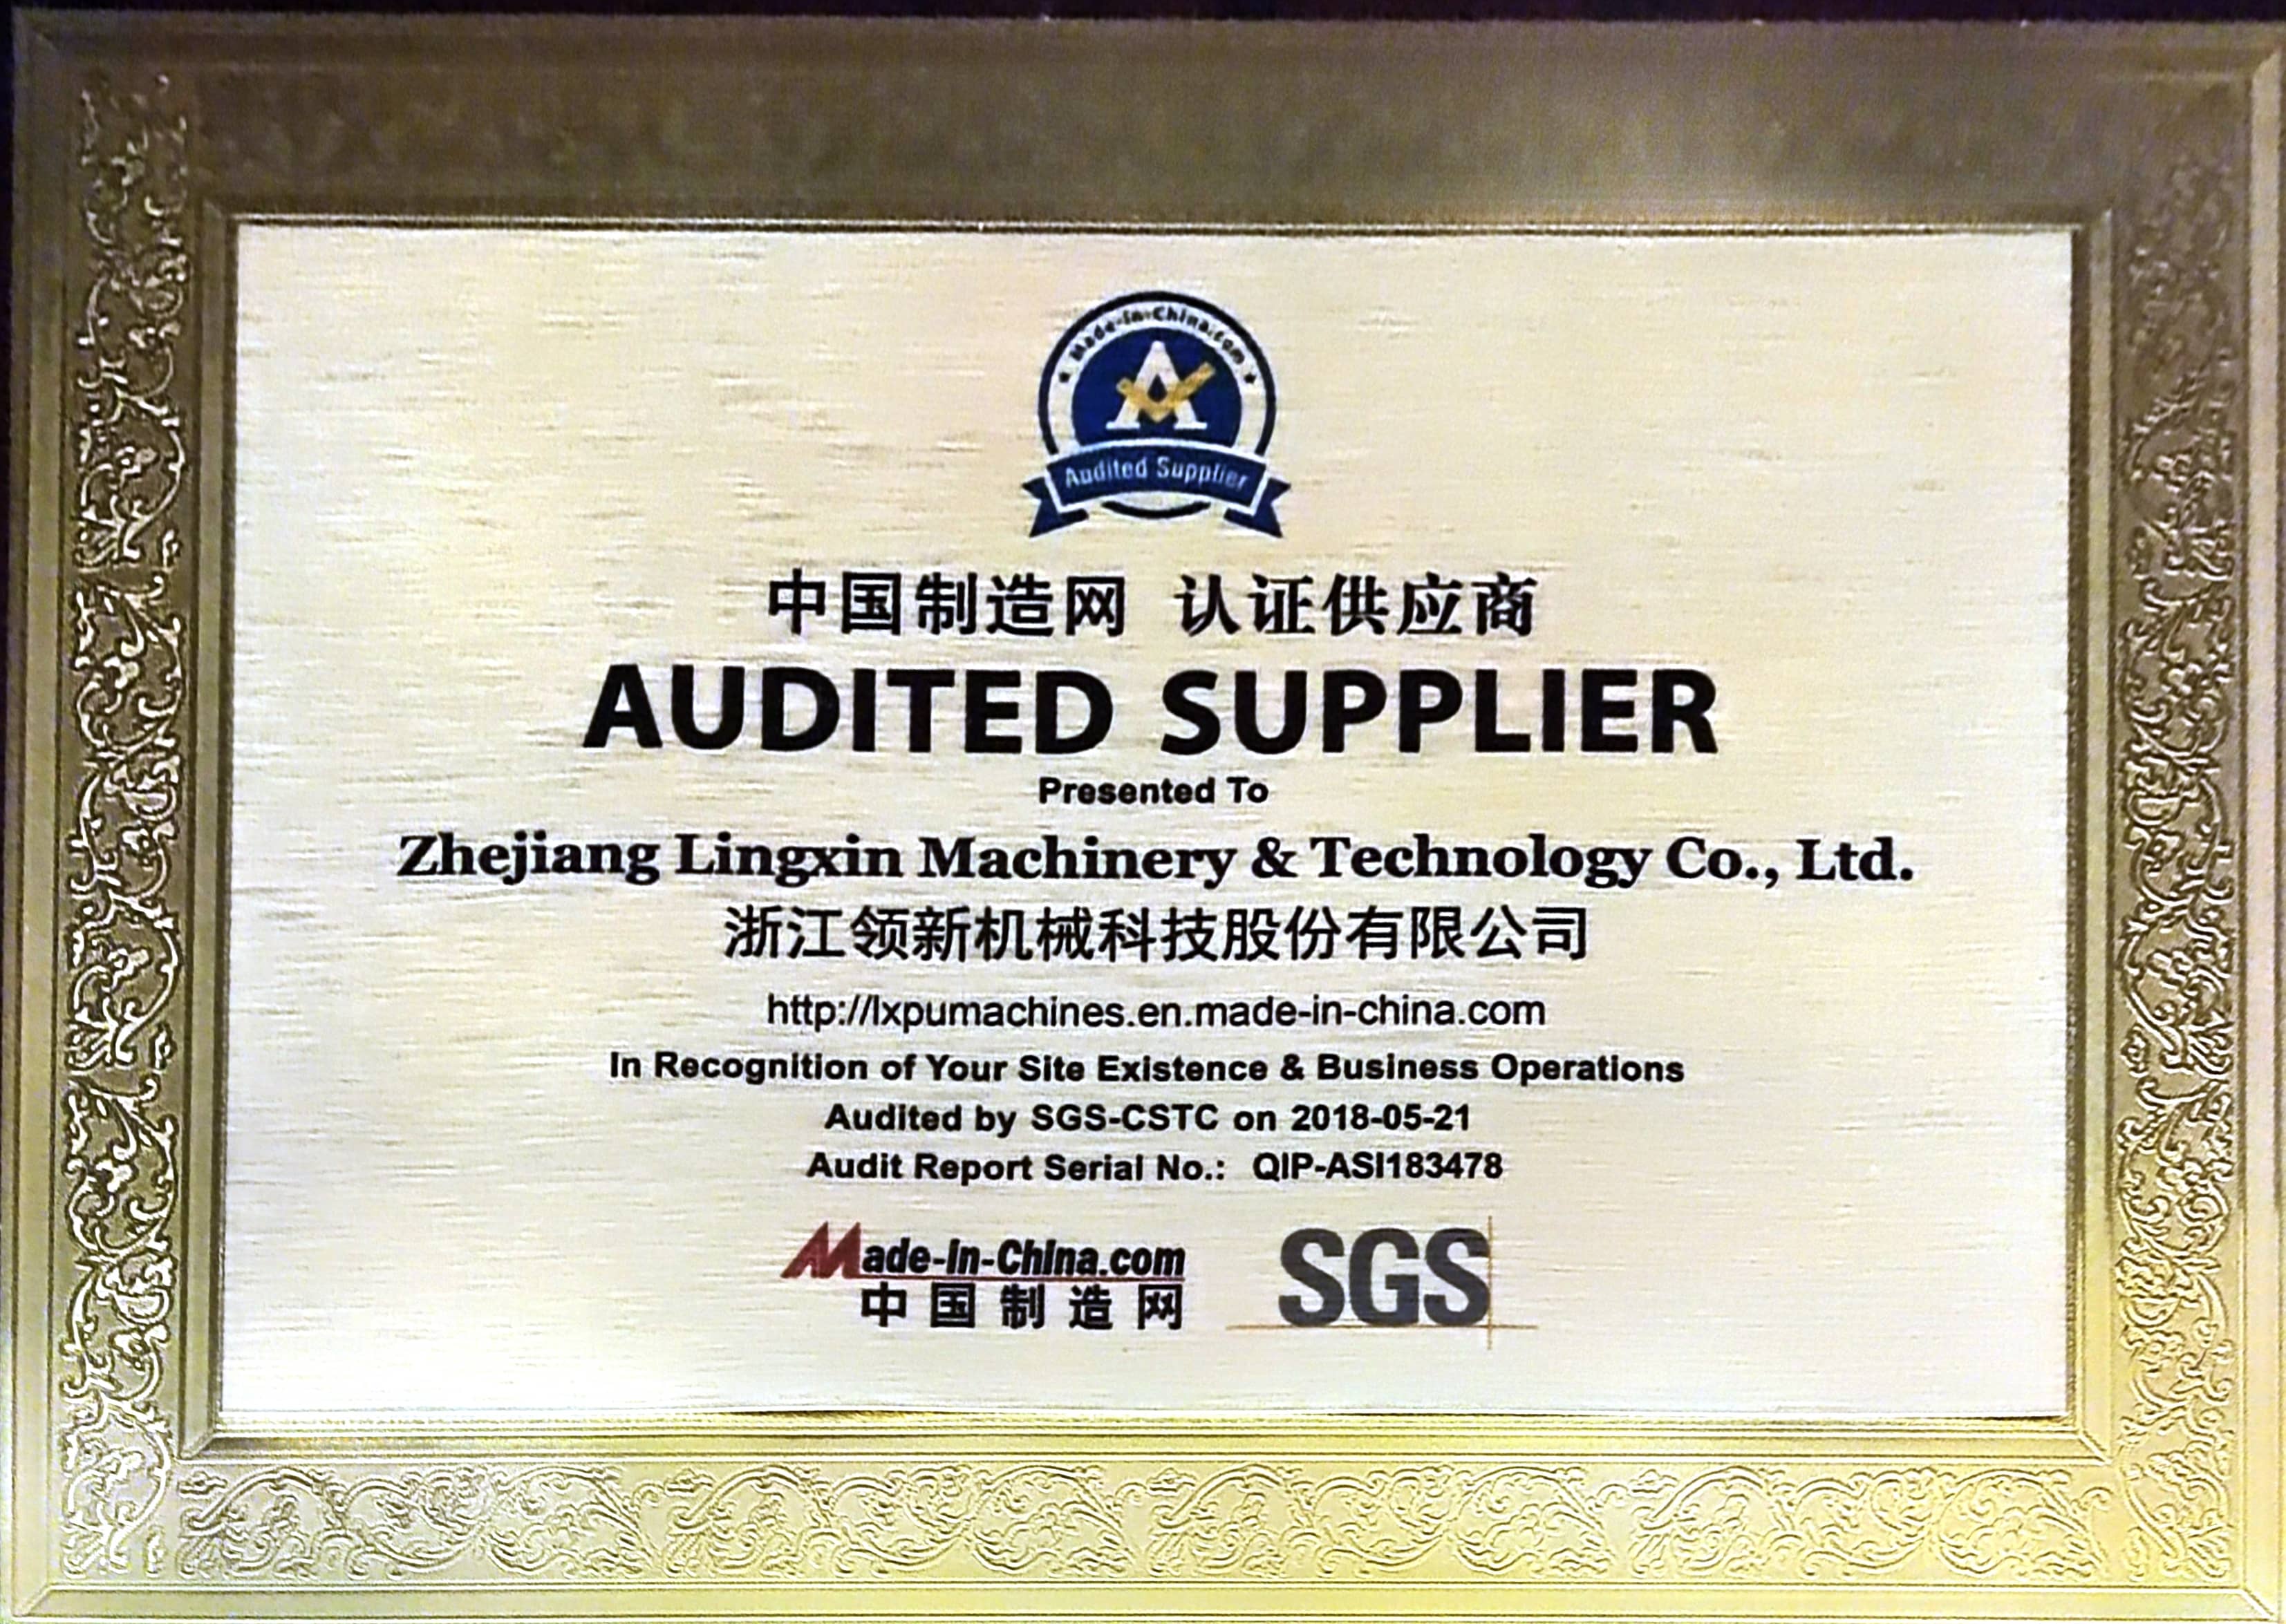 Made-in-China.com
A
Audited Supplier
中国制造网 认证供应商
AUDITED SUPPLIER
Presented To
Zhejiang Lingxin Machinery & Technology Co., Ltd.
浙江领新机械科技股份有限公司
http://lxpumachines.en.made-in-china.com
In Recognition of Your Site Existence & Business Operations
Audited by SGS-CSTC on 2018-05-21
Audit Report Serial No.: QIP-ASI183478
Made-in-China.com
中国制造网
SGS